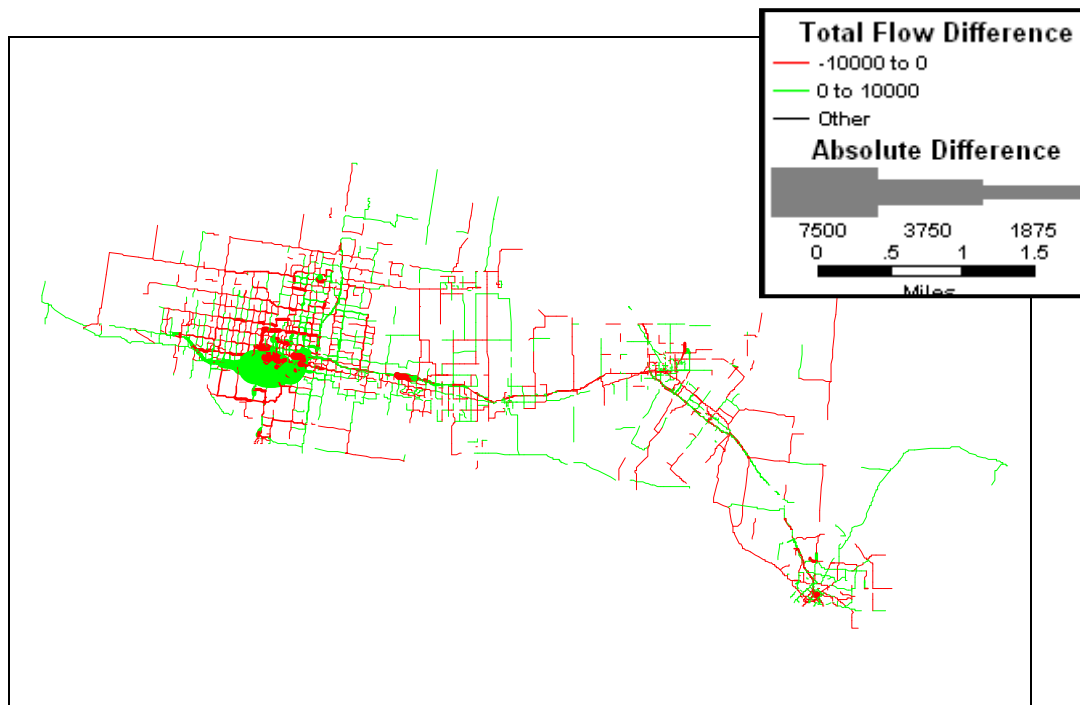 Total Flow Difference
-10000 to 0
0 to 10000
Other
Absolute Difference
7500 3750 1875
0 .5 1 1.5
Miles